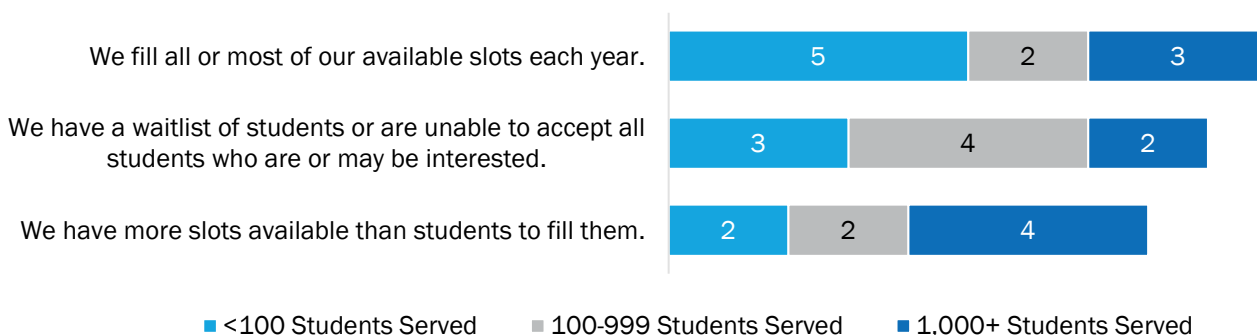 We fill all or most of our available slots each year.
5 2 3
We have a waitlist of students or are unable to accept all
students who are or may be interested.
3 4 2
We have more slots available than students to fill them.
2 2 4
<100 Students Served 100-999 Students Served 1,000+ Students Served